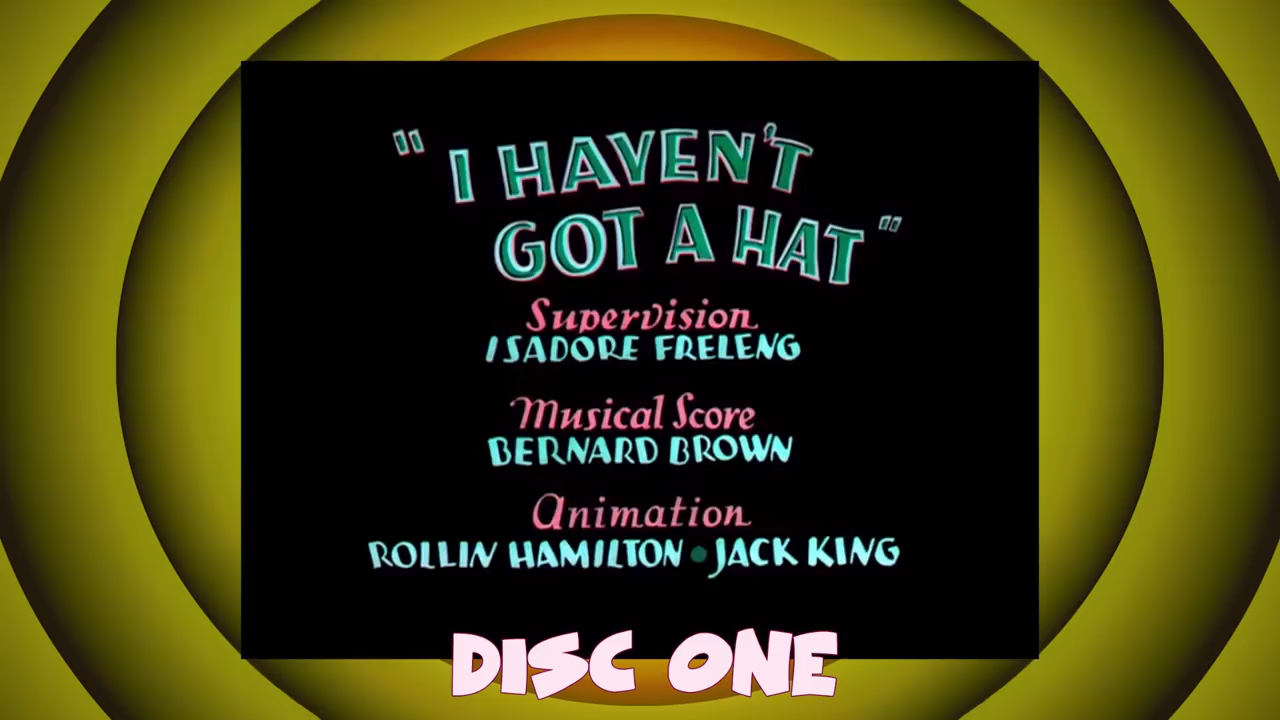 "I HAVEN'T
GOT A HAT"
Supervision
ISADORE FRELENG
Musical Score
BERNARD BROWN
Animation
ROLLIN HAMILTON • JACK KING
DISC ONE